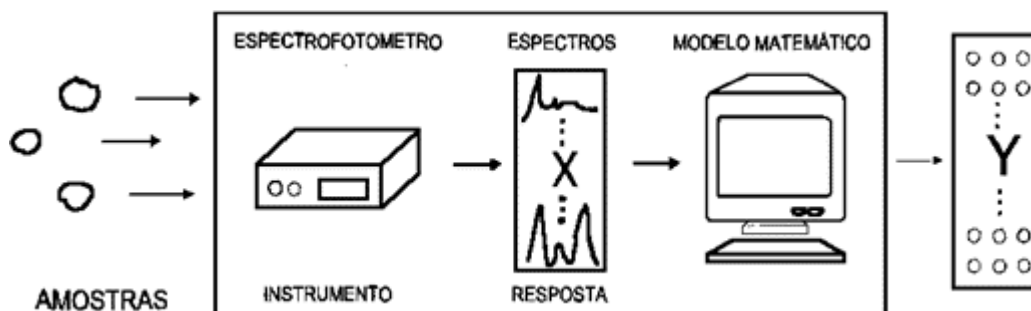 ESPECTROFOTOMETRO
ESPECTROS
MODELO MATEMÁTICO
X
Y
AMOSTRAS
INSTRUMENTO
RESPOSTA